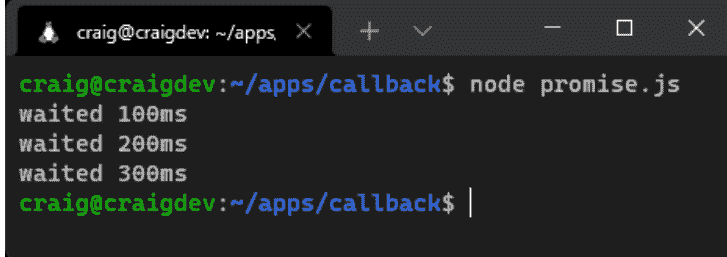 craig@craigdev: ~/apps,
craig@craigdev:~/apps/callback$ node promise.js
waited 100ms
waited 200ms
waited 300ms
craig@craigdev:~/apps/callback$